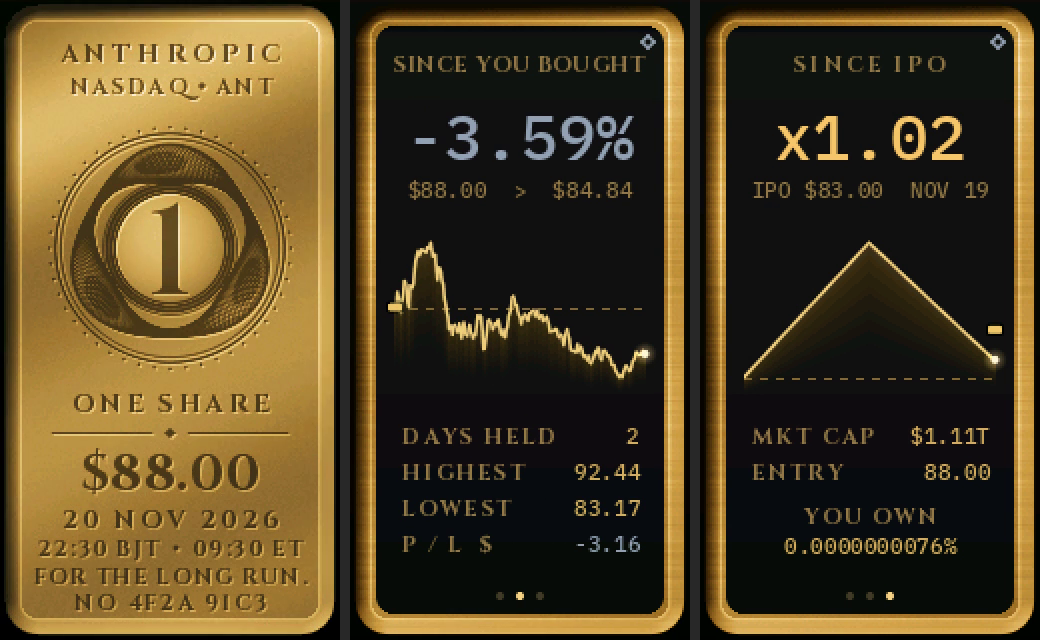 ANTHROPIC
NASDAQ • ANT
1
ONE SHARE
$88.00
20 NOV 2026
22:30 BJT • 09:30 ET
FOR THE LONG RUN.
NO 4F2A 91C3
SINCE YOU BOUGHT
-3.59%
$88.00 > $84.84
DAYS HELD 2
HIGHEST 92.44
LOWEST 83.17
P / L $ -3.16
SINCE IPO
x1.02
IPO $83.00 NOV 19
MKT CAP $1.11T
ENTRY 88.00
YOU OWN
0.0000000076%